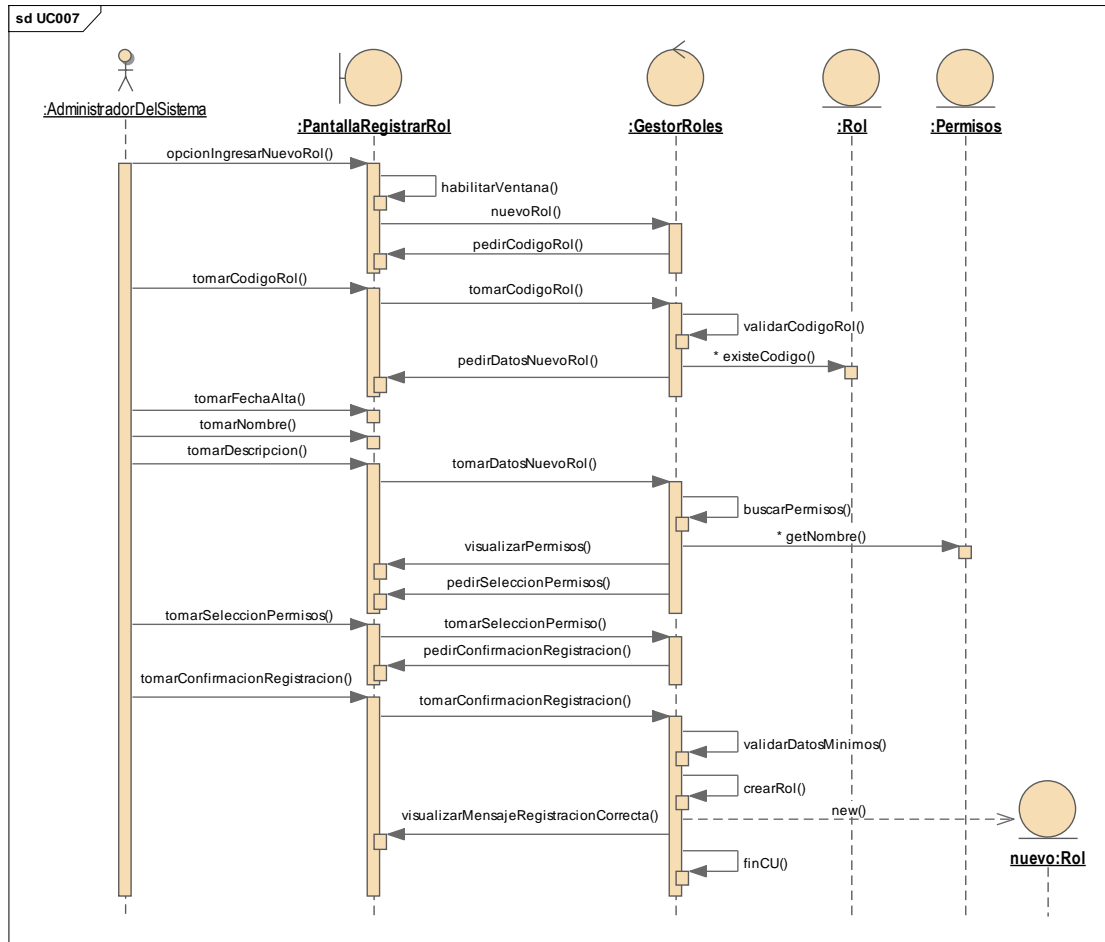 sd UC007
:AdministradorDelSistema
:PantallaRegistrarRol
:GestorRoles
:Rol
:Permisos
opcionIngresarNuevoRol()
habilitarVentana()
nuevoRol()
pedirCodigoRol()
tomarCodigoRol()
tomarCodigoRol()
validarCodigoRol()
pedirDatosNuevoRol()
* existeCodigo()
tomarFechaAlta()
tomarNombre()
tomarDescripcion()
tomarDatosNuevoRol()
buscarPermisos()
* getNombre()
visualizarPermisos()
pedirSeleccionPermisos()
tomarSeleccionPermisos()
tomarSeleccionPermiso()
pedirConfirmacionRegistracion()
tomarConfirmacionRegistracion()
tomarConfirmacionRegistracion()
validarDatosMinimos()
crearRol()
new()
visualizarMensajeRegistracionCorrecta()
nuevo:Rol
finCU()